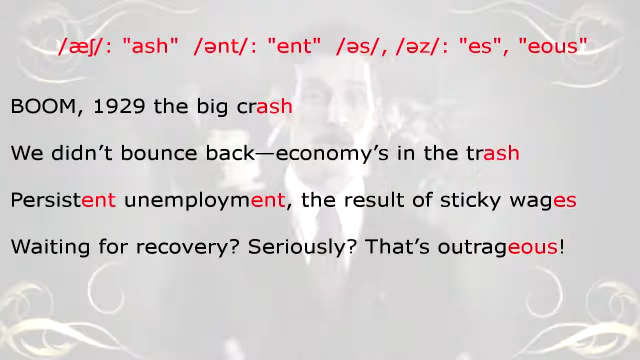 /æʃ/: "ash"  /ənt/: "ent"  /əs/, /əz/: "es", "eous"
BOOM, 1929 the big crash
We didn’t bounce back—economy’s in the trash
Persistent unemployment, the result of sticky wages
Waiting for recovery? Seriously? That’s outrageous!